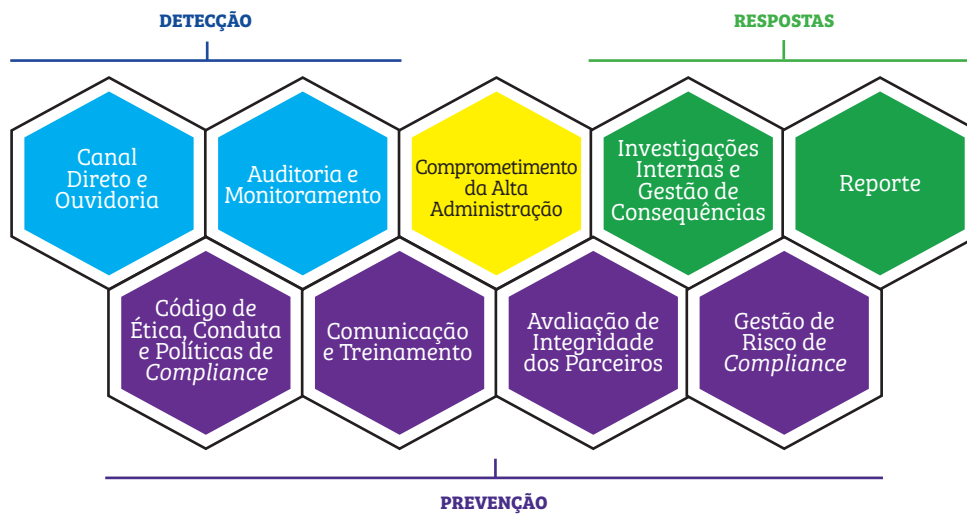 DETECÇÃO
RESPOSTAS
Canal
Direto e
Ouvidoria
Auditoria e
Monitoramento
Comprometimento
da Alta
Administração
Investigações
Internas e
Gestão de
Consequências
Reporte
Código de
Ética, Conduta
e Políticas de
Compliance
Comunicação
e Treinamento
Avaliação de
Integridade
dos Parceiros
Gestão de
Risco de
Compliance
PREVENÇÃO